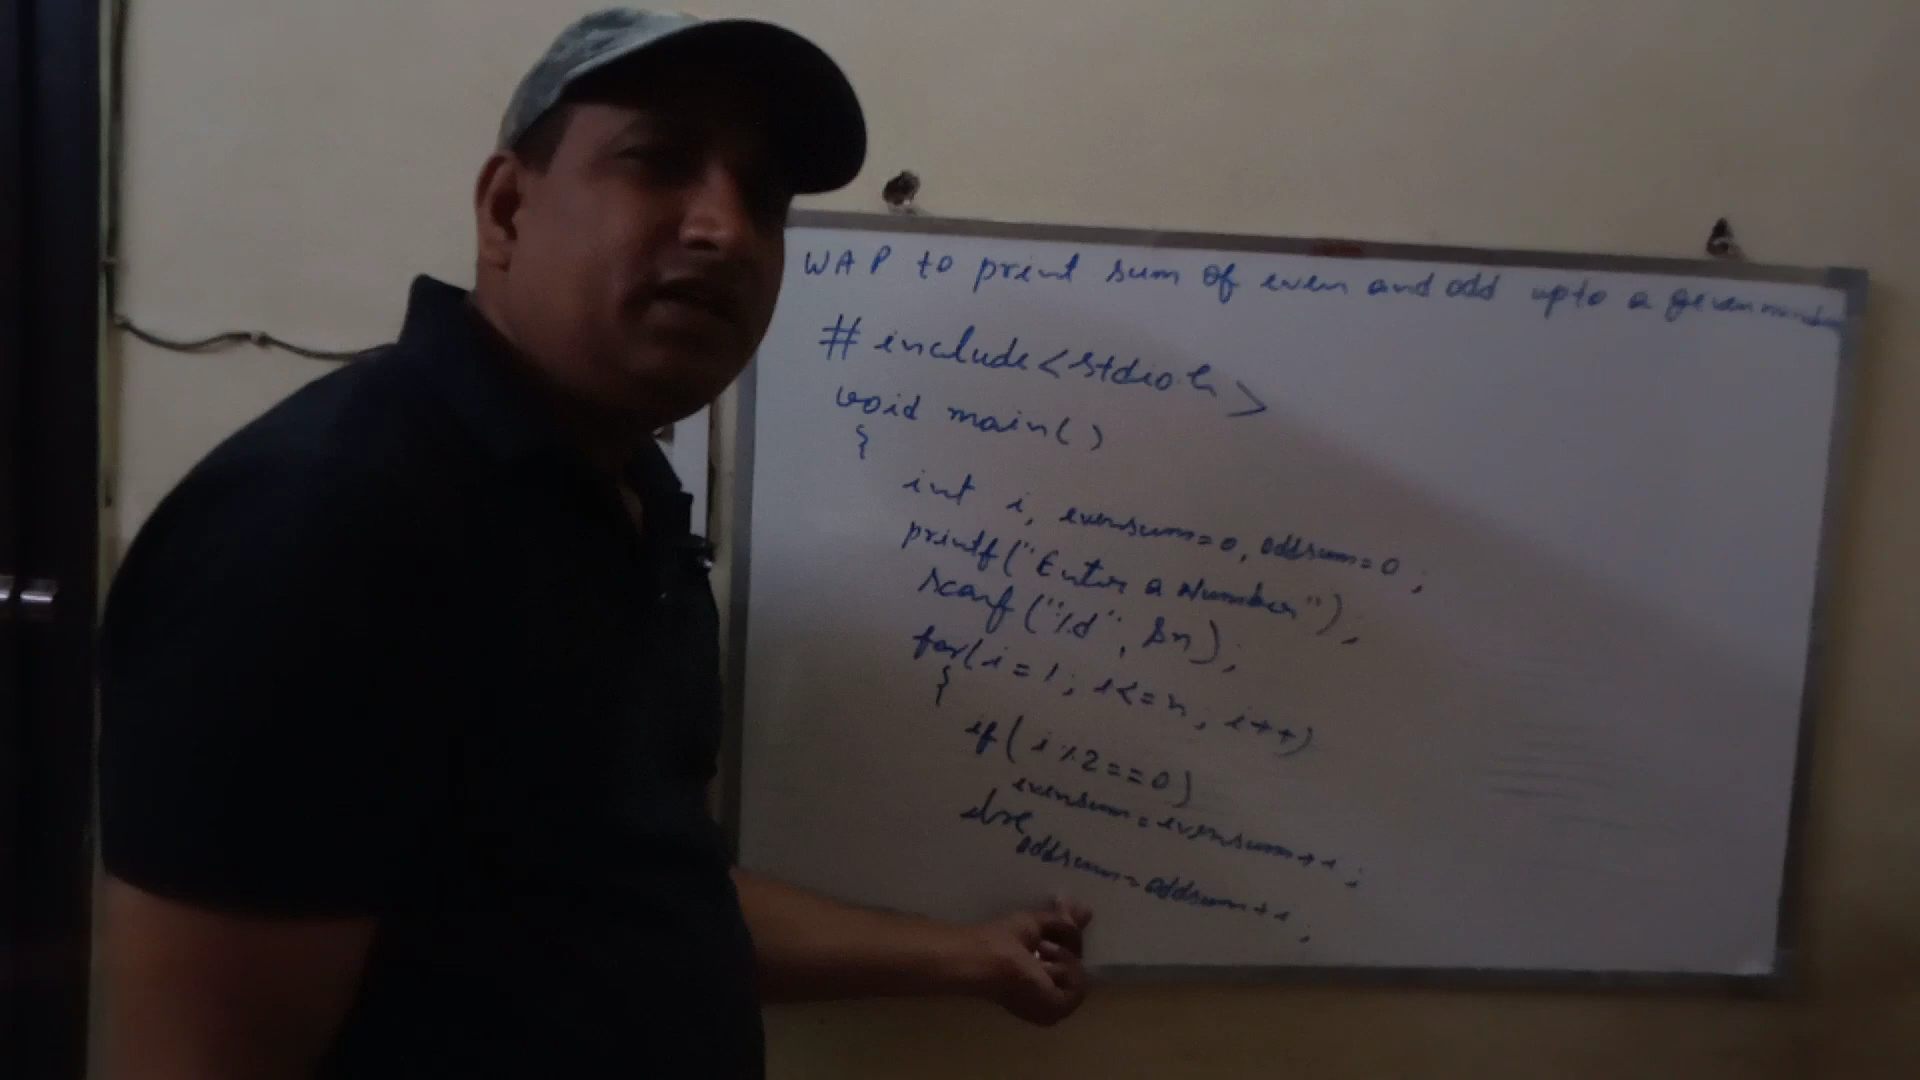 WAP to print sum of even and odd upto a given number
# include<stdio.h>
void main()
{
int i, evensum=0, oddsum=0;
printf("Enter a Number");
scanf("%d", &n);
for(i=1; i<=n; i++)
{
if(i%2==0)
evensum=evensum+i;
else
oddsum=oddsum+i;